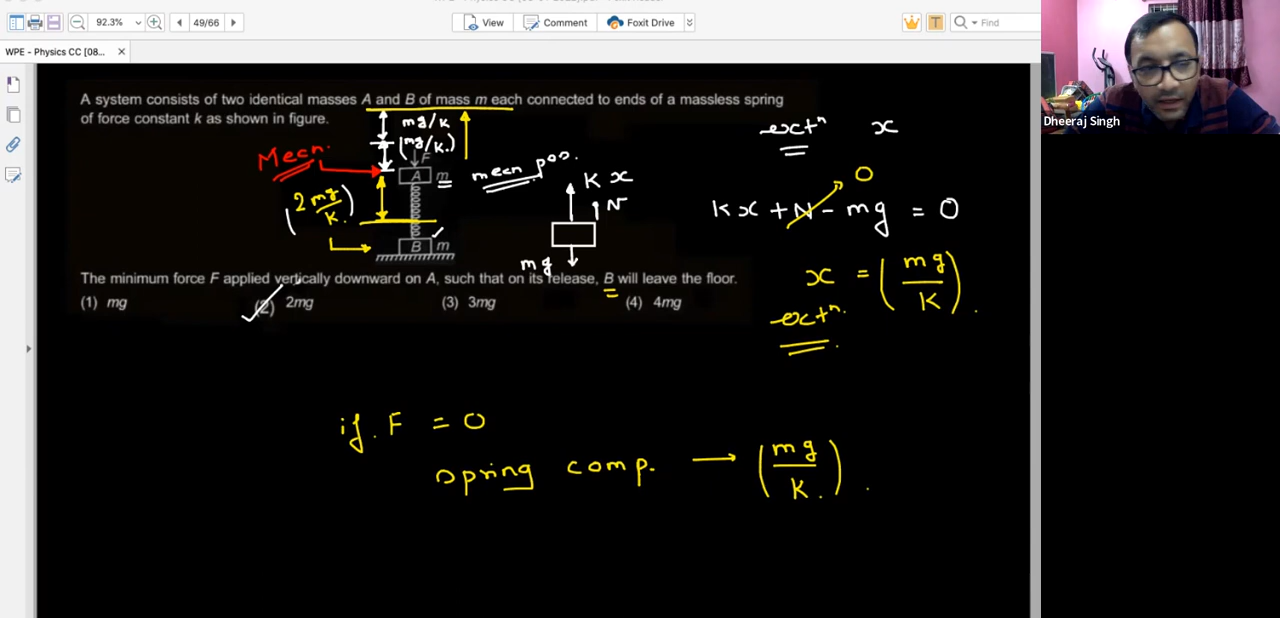 92.3%
49/66
View
Comment
Foxit Drive
T
Find
WPE - Physics CC [08...
A system consists of two identical masses A and B of mass m each connected to ends of a massless spring
of force constant k as shown in figure.
mg/k
(mg/k.)
F
A m
B m
Mean.
mean pos.
(2mg/k.)
kx
N
mg
extⁿ x
kx + N - mg = 0
0
x = (mg/k).
extⁿ.
The minimum force F applied vertically downward on A, such that on its release, B will leave the floor.
(1) mg
(2) 2mg
(3) 3mg
(4) 4mg
if. F = 0
spring comp. → (mg/k.).
Dheeraj Singh